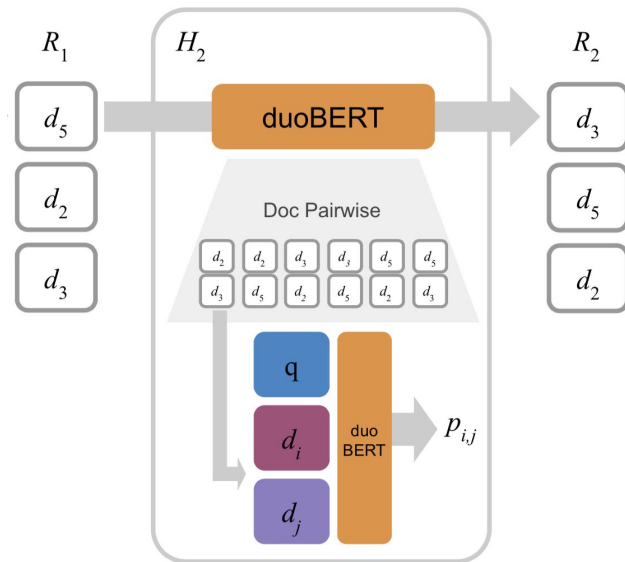 R1 H2 R2
d5 duoBERT d3
d2 Doc Pairwise d5
d2 d2 d3 d3 d5 d5
d3 d5 d2 d5 d2 d3
d3 d2
q
di duo BERT pi,j
dj